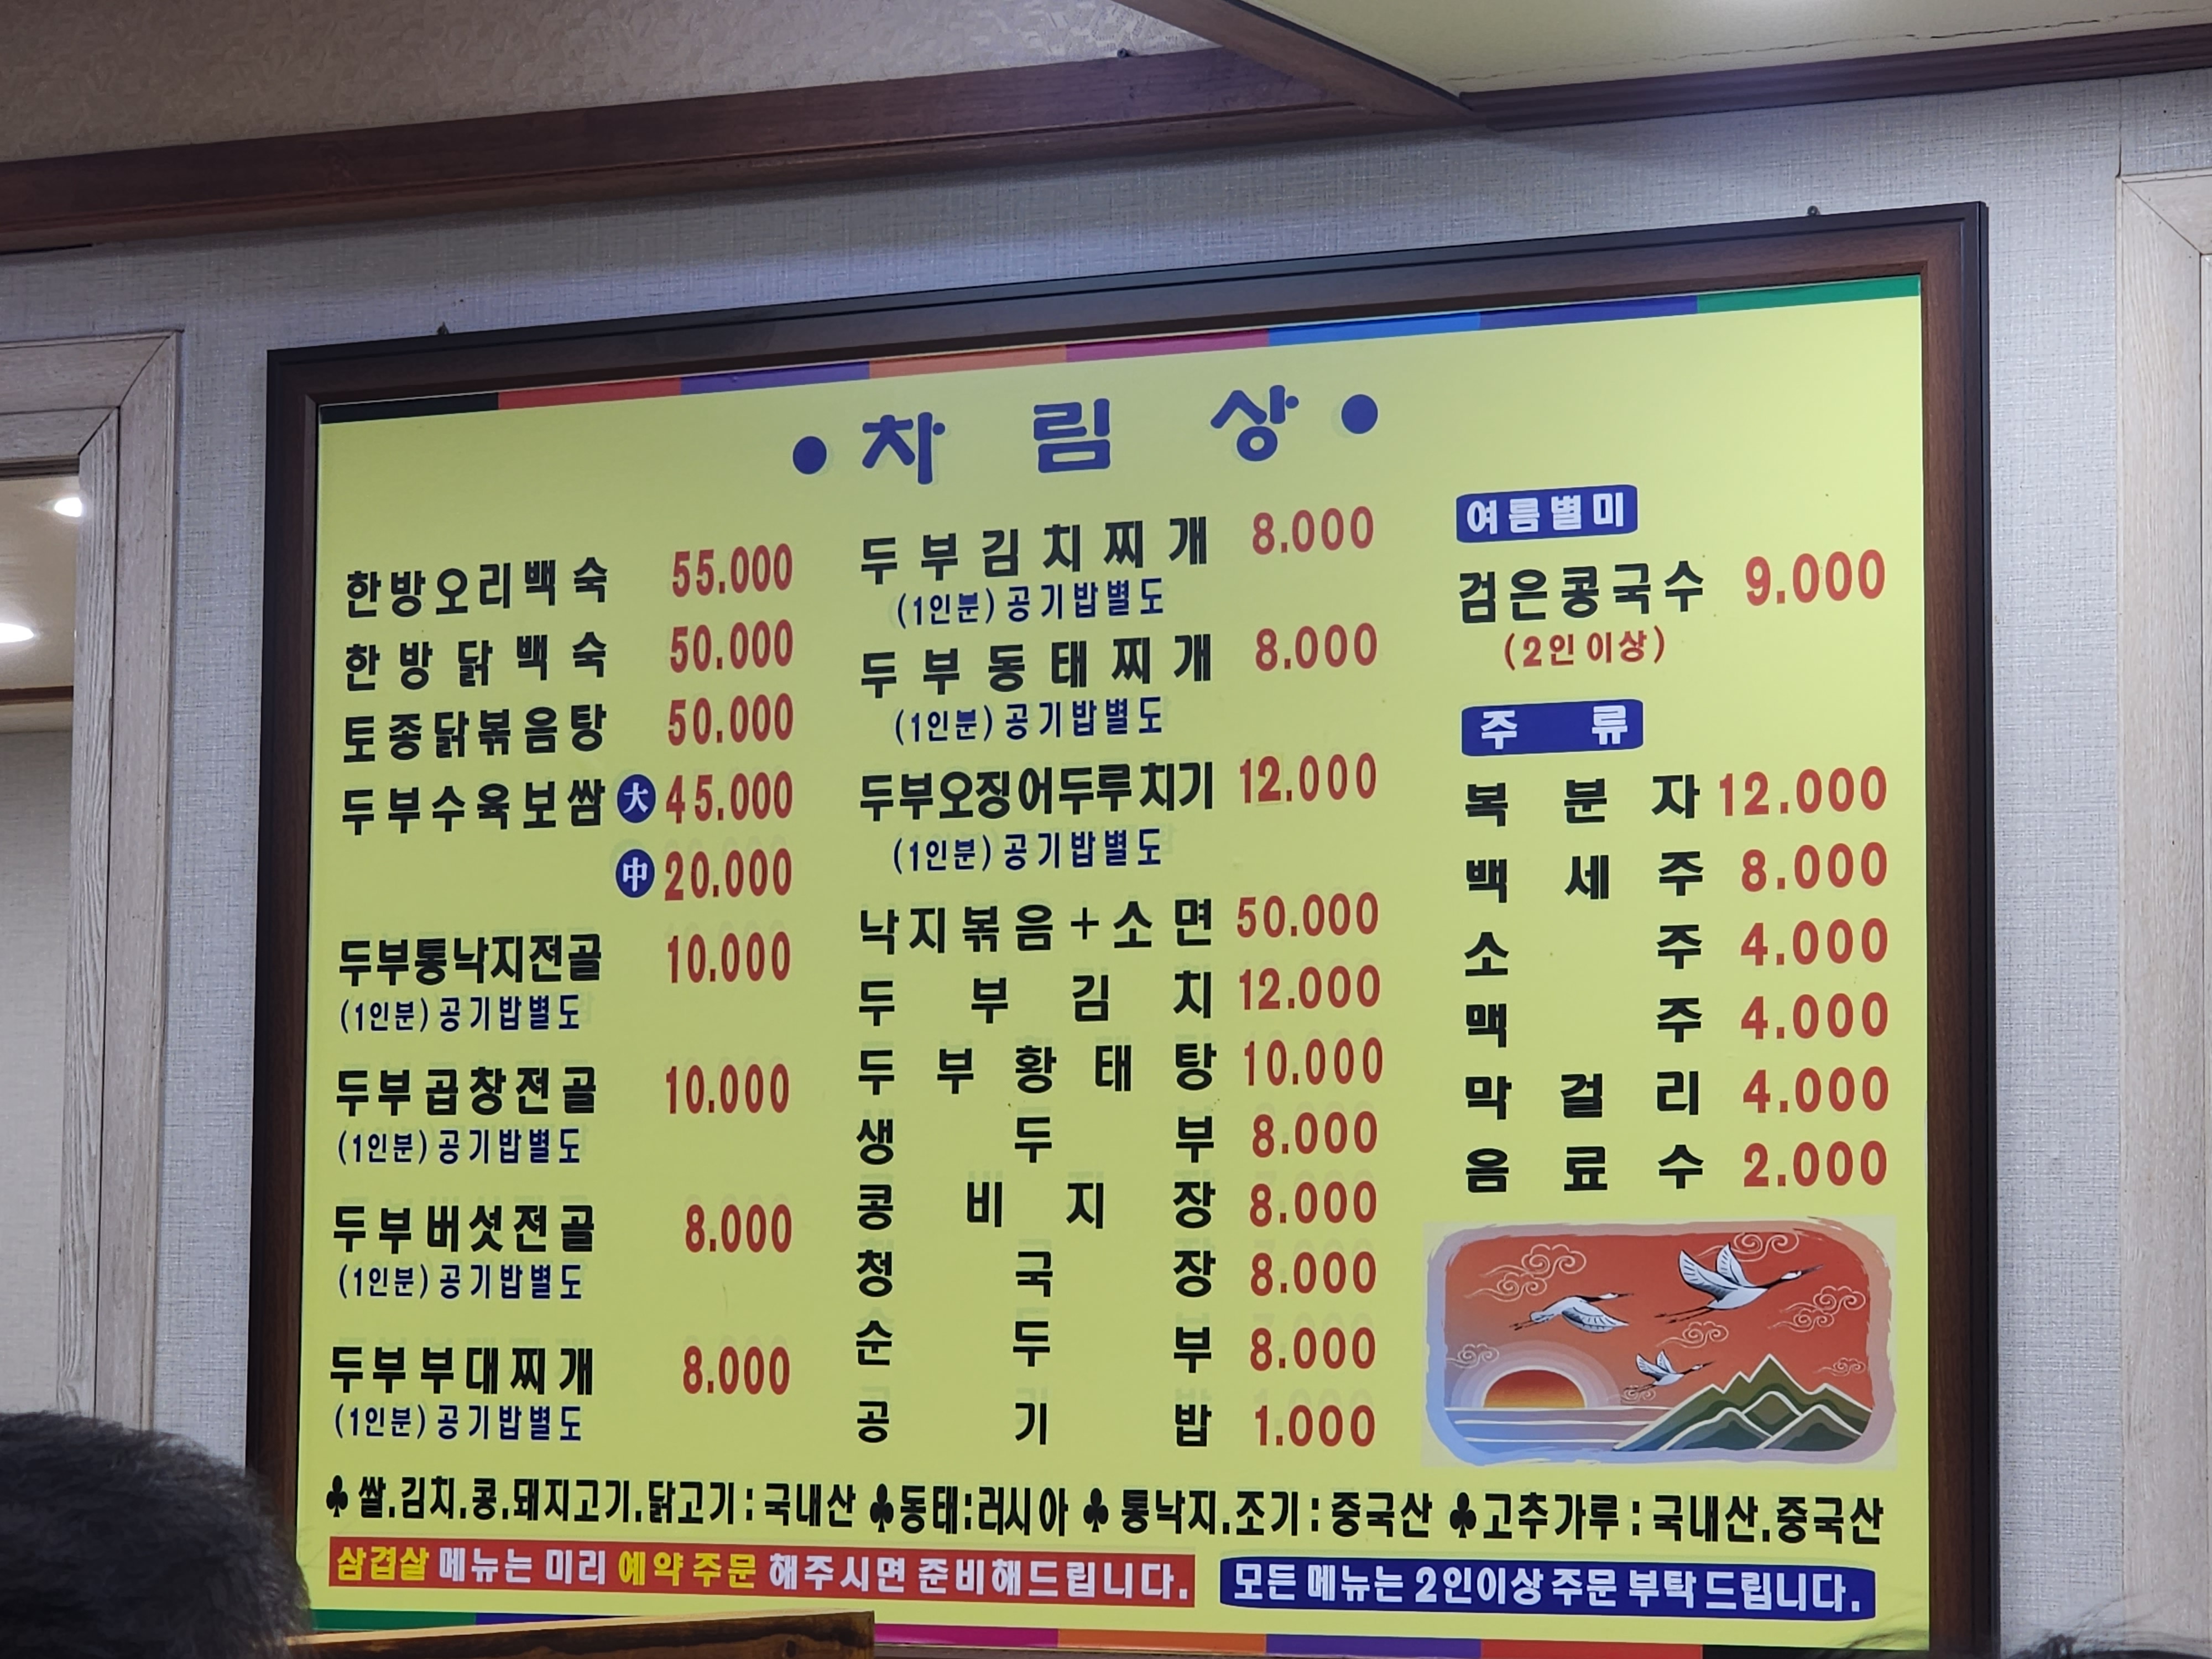 ● 차림상 ●
한방오리백숙 55.000
한방닭백숙 50.000
토종닭볶음탕 50.000
두부수육보쌈 大 45.000
中 20.000
두부통낙지전골 10.000
(1인분) 공기밥별도
두부곱창전골 10.000
(1인분) 공기밥별도
두부버섯전골 8.000
(1인분) 공기밥별도
두부부대찌개 8.000
(1인분) 공기밥별도
두부김치찌개 8.000
(1인분) 공기밥별도
두부동태찌개 8.000
(1인분) 공기밥별도
두부오징어두루치기 12.000
(1인분) 공기밥별도
낙지볶음+소면 50.000
두부김치 12.000
두부황태탕 10.000
생두부 8.000
콩비지장 8.000
청국장 8.000
순두부 8.000
공기밥 1.000
여름별미
검은콩국수 9.000
(2인 이상)
주류
복분자 12.000
백세주 8.000
소주 4.000
맥주 4.000
막걸리 4.000
음료수 2.000
♣ 쌀.김치.콩.돼지고기.닭고기 : 국내산 ♣동태:러시아 ♣ 통낙지.조기 : 중국산 ♣고추가루 : 국내산.중국산
삼겹살 메뉴는 미리 예약 주문 해주시면 준비해드립니다.
모든 메뉴는 2인이상 주문 부탁 드립니다.